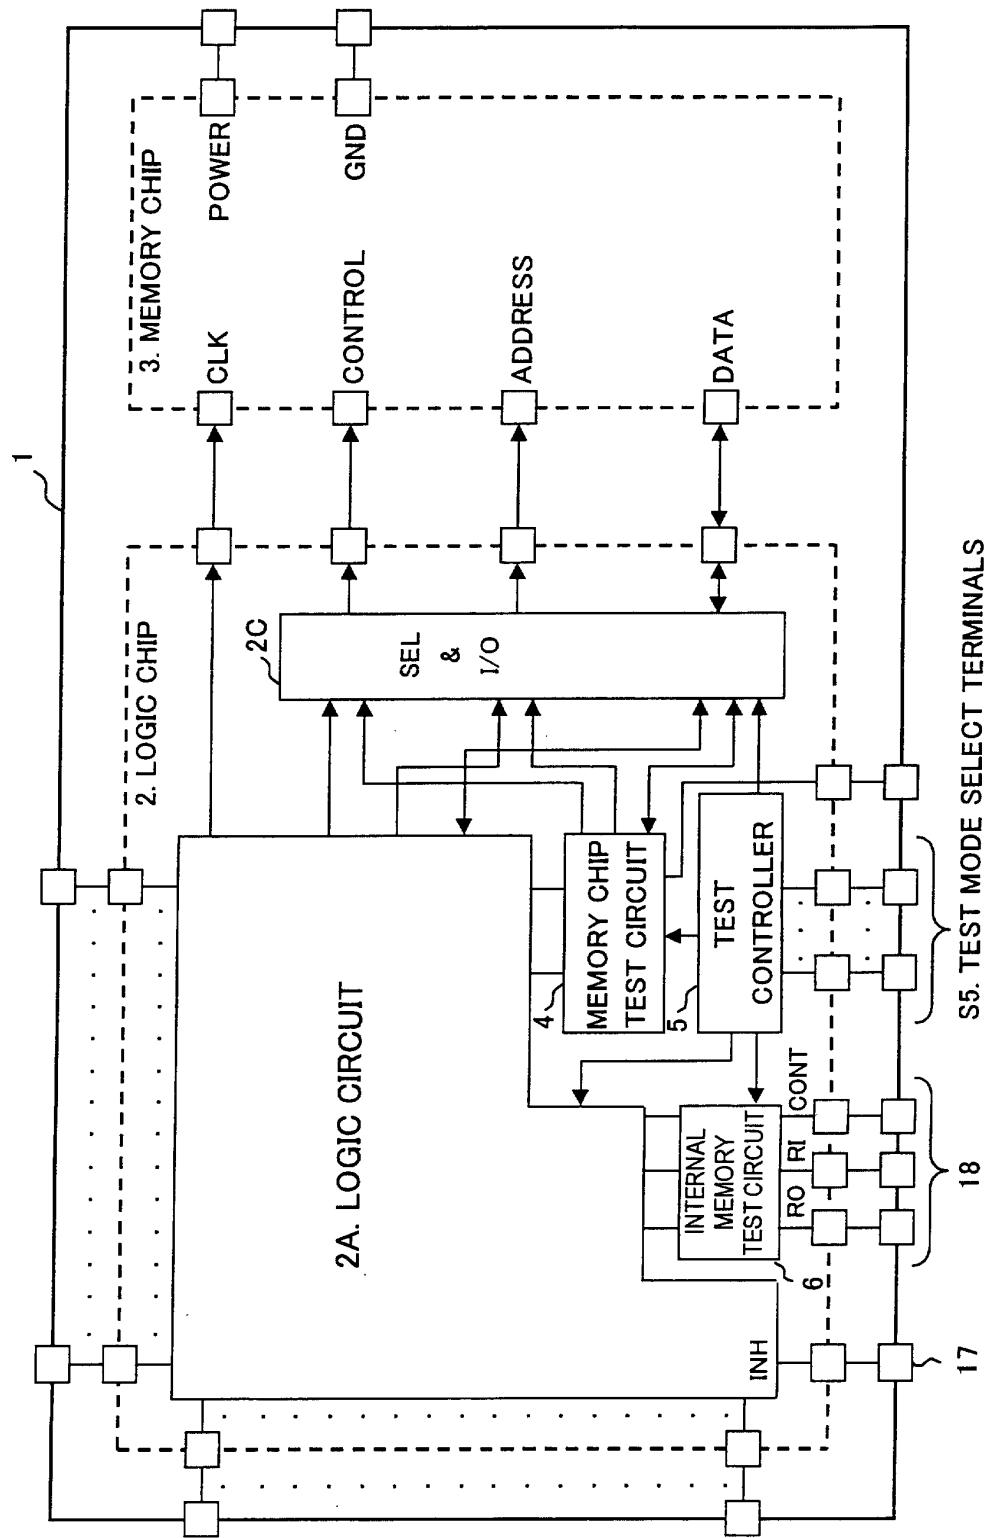 1
2. LOGIC CHIP
3. MEMORY CHIP
2A. LOGIC CIRCUIT
2C
SEL
&
I/O
CLK
CONTROL
ADDRESS
DATA
POWER
GND
4
MEMORY CHIP
TEST CIRCUIT
5
TEST
CONTROLLER
INTERNAL
MEMORY
TEST CIRCUIT
6
INH
RO
RI
CONT
17
18
S5. TEST MODE SELECT TERMINALS